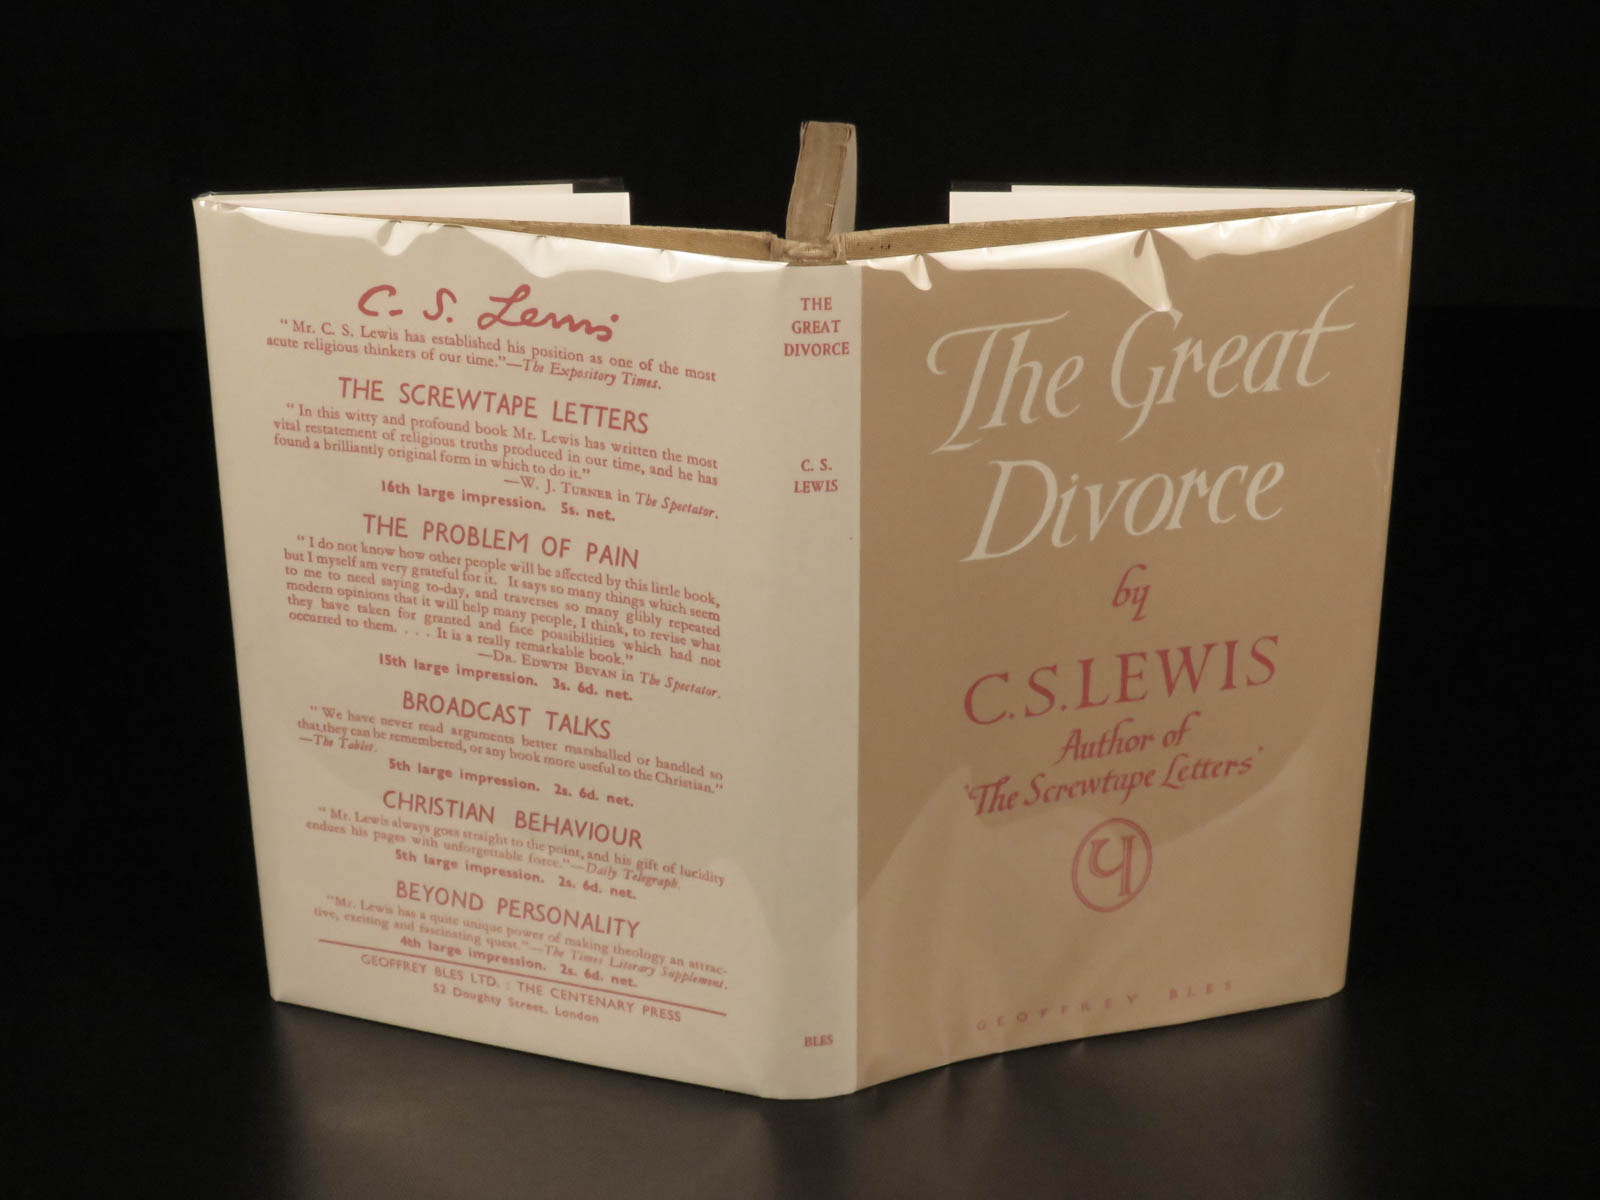 C. S. Lewis
"Mr. C. S. Lewis has established his position as one of the most
acute religious thinkers of our time."—The Expository Times.
THE SCREWTAPE LETTERS
"In this witty and profound book Mr. Lewis has written the most
vital restatement of religious truths produced in our time, and he has
found a brilliantly original form in which to do it."
—W. J. TURNER in The Spectator.
16th large impression. 5s. net.
THE PROBLEM OF PAIN
"I do not know how other people will be affected by this little book,
but I myself am very grateful for it. It says so many things which seem
to me to need saying to-day, and traverses so many glibly repeated
modern opinions that it will help many people, I think, to revise what
they have taken for granted and face possibilities which had not
occurred to them. . . . It is a really remarkable book."
—DR. EDWYN BEVAN in The Spectator.
15th large impression. 3s. 6d. net.
BROADCAST TALKS
"We have never read arguments better marshalled or handled so
that they can be remembered, or any book more useful to the Christian."
—The Tablet.
5th large impression. 2s. 6d. net.
CHRISTIAN BEHAVIOUR
"Mr. Lewis always goes straight to the point, and his gift of lucidity
endues his pages with unforgettable force."—Daily Telegraph.
5th large impression. 2s. 6d. net.
BEYOND PERSONALITY
"Mr. Lewis has a quite unique power of making theology an attrac-
tive, exciting and fascinating quest."—The Times Literary Supplement.
4th large impression. 2s. 6d. net.
GEOFFREY BLES LTD. : THE CENTENARY PRESS
52 Doughty Street, London
THE
GREAT
DIVORCE
C. S.
LEWIS
BLES
The Great
Divorce
by
C.S. LEWIS
Author of
'The Screwtape Letters'
GEOFFREY BLES